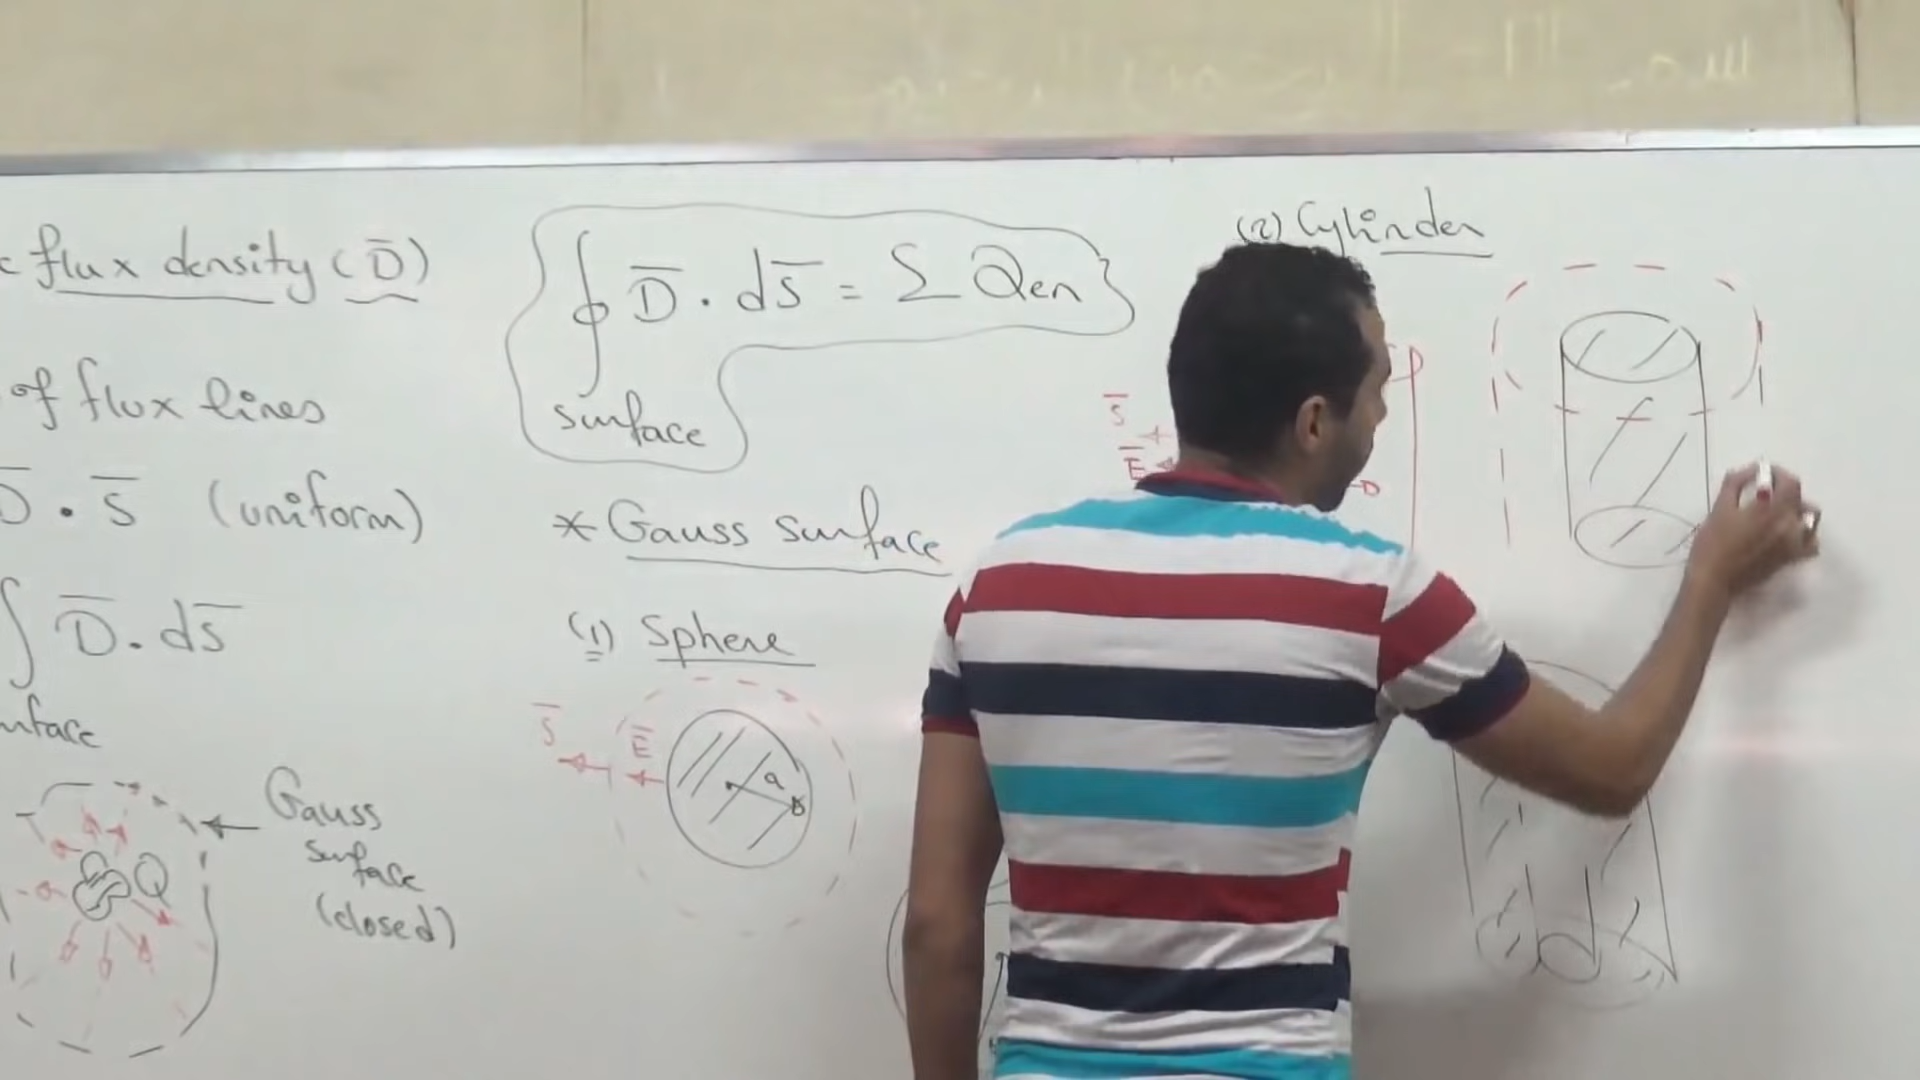 flux density (D̅)
of flux lines
D̅ . S̅ (uniform)
∫ D̅ . dS̅
Gauss
surface
(closed)
Q
∮ D̅ . dS̅ = Σ Qen
surface
* Gauss surface
(1) Sphere
S̅
E̅
a
(2) Cylinder
S̅
E̅